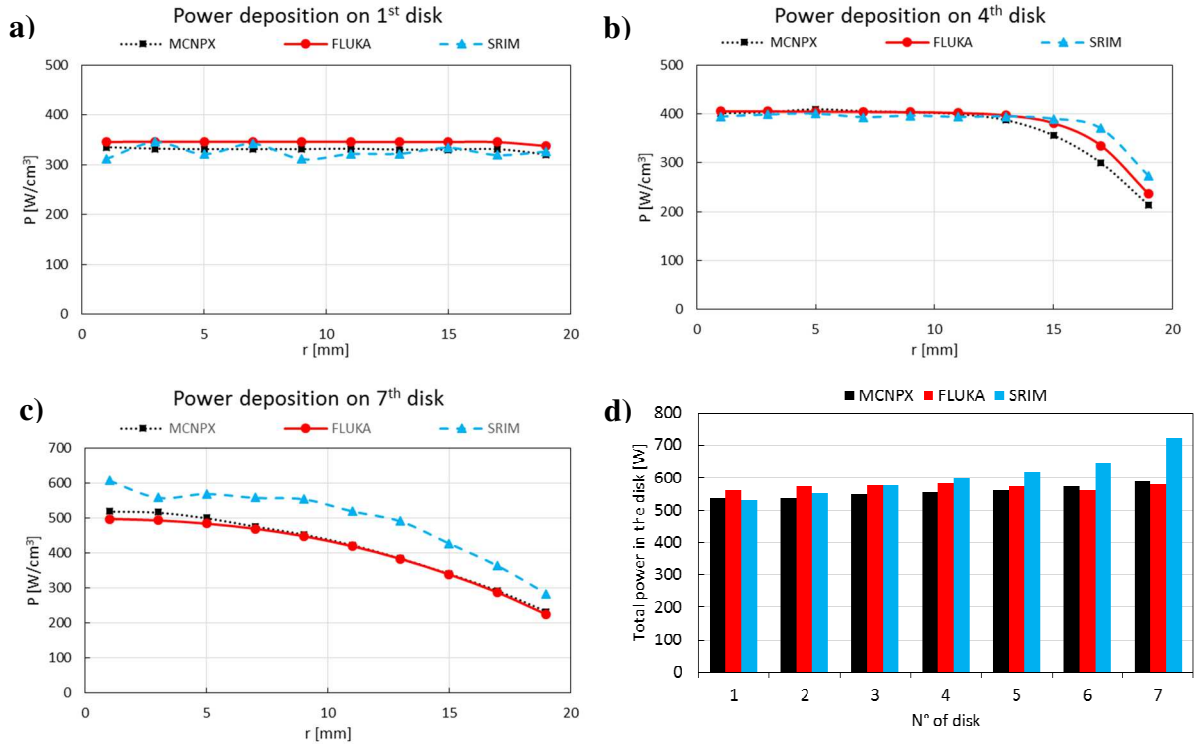 a)
Power deposition on 1st disk
MCNPX FLUKA SRIM
P [W/cm3]
500
400
300
200
100
0
0 5 10 15 20
r [mm]
b)
Power deposition on 4th disk
MCNPX FLUKA SRIM
P [W/cm3]
500
400
300
200
100
0
0 5 10 15 20
r [mm]
c)
Power deposition on 7th disk
MCNPX FLUKA SRIM
P [W/cm3]
700
600
500
400
300
200
100
0
0 5 10 15 20
r [mm]
d)
MCNPX FLUKA SRIM
Total power in the disk [W]
800
700
600
500
400
300
200
100
0
1 2 3 4 5 6 7
N° of disk